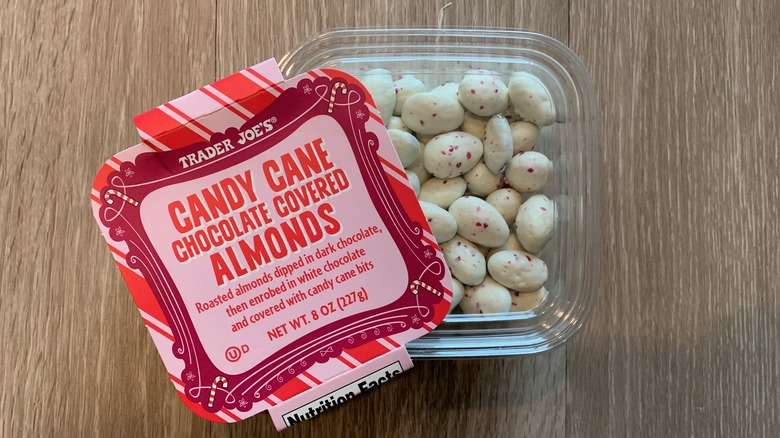 TRADER JOE'S®
CANDY CANE
CHOCOLATE COVERED
ALMONDS
Roasted almonds dipped in dark chocolate,
then enrobed in white chocolate
and covered with candy cane bits
NET WT. 8 OZ (227g)
Ⓤ D
Nutrition Facts